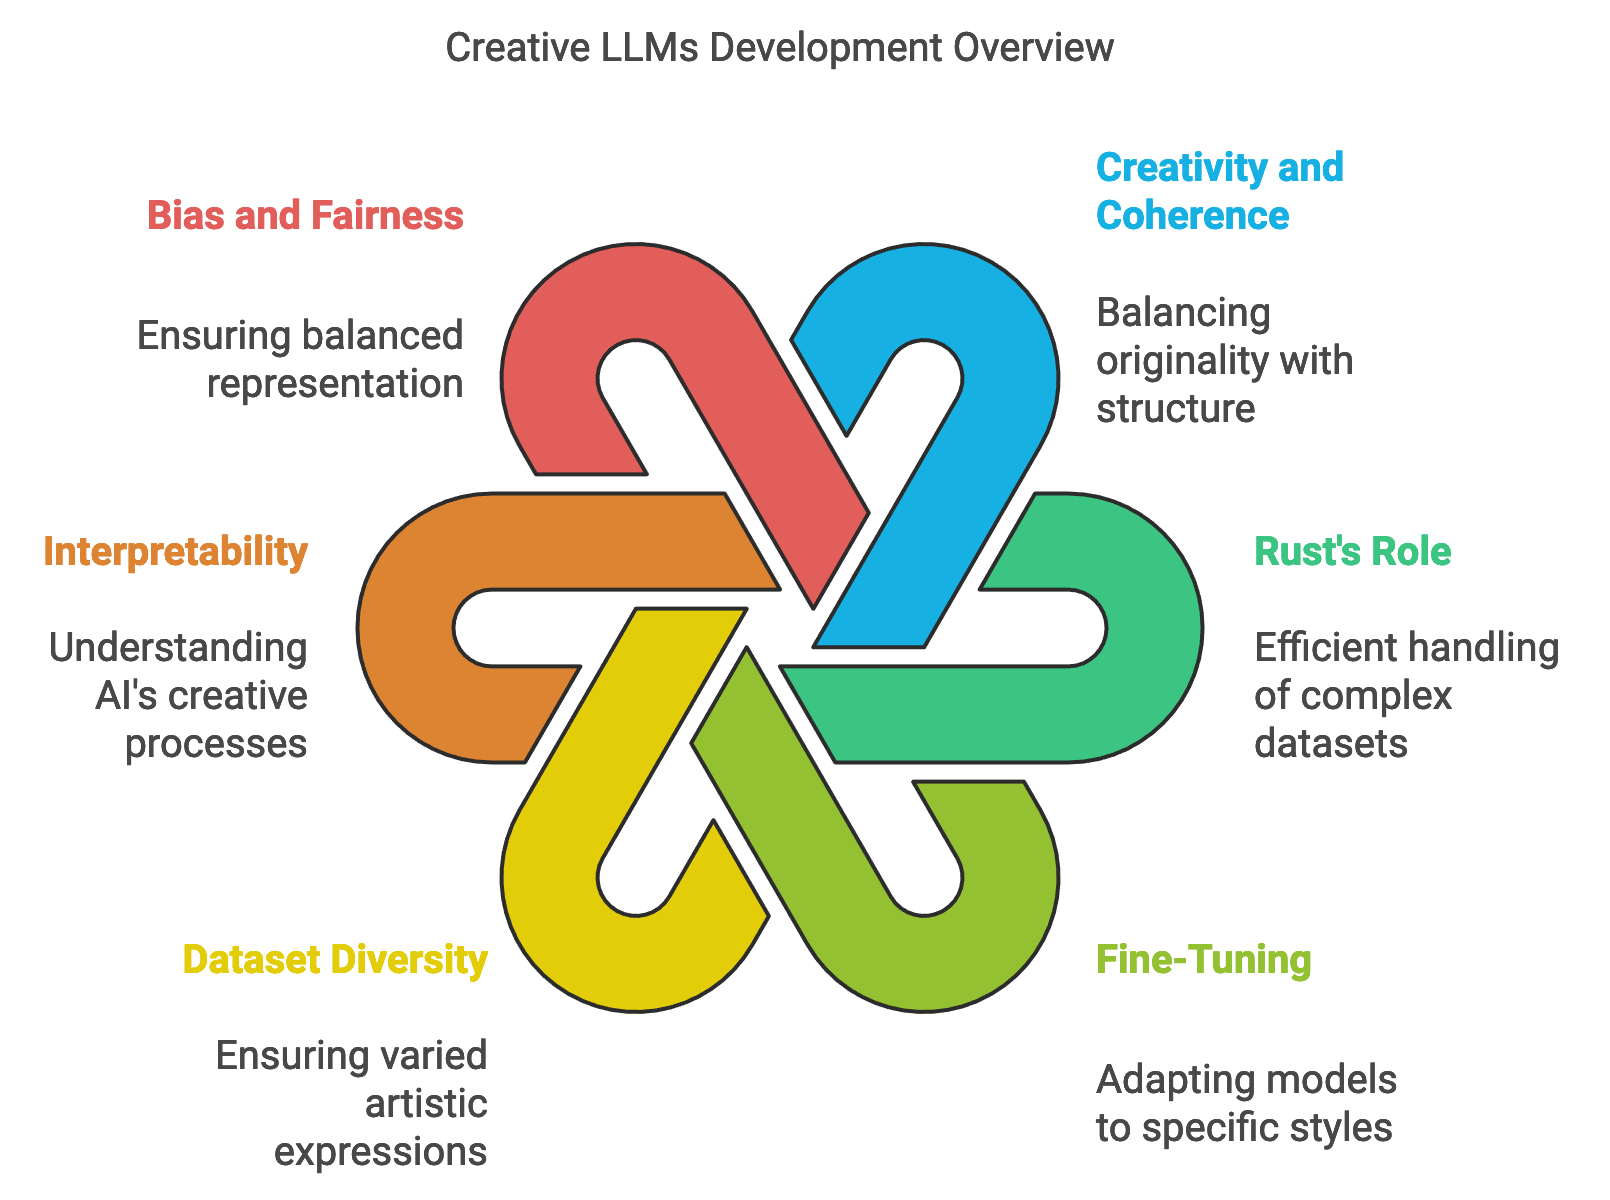 Creative LLMs Development Overview
Bias and Fairness
Ensuring balanced
representation
Creativity and
Coherence
Balancing
originality with
structure
Interpretability
Understanding
AI's creative
processes
Rust's Role
Efficient handling
of complex
datasets
Dataset Diversity
Ensuring varied
artistic
expressions
Fine-Tuning
Adapting models
to specific styles